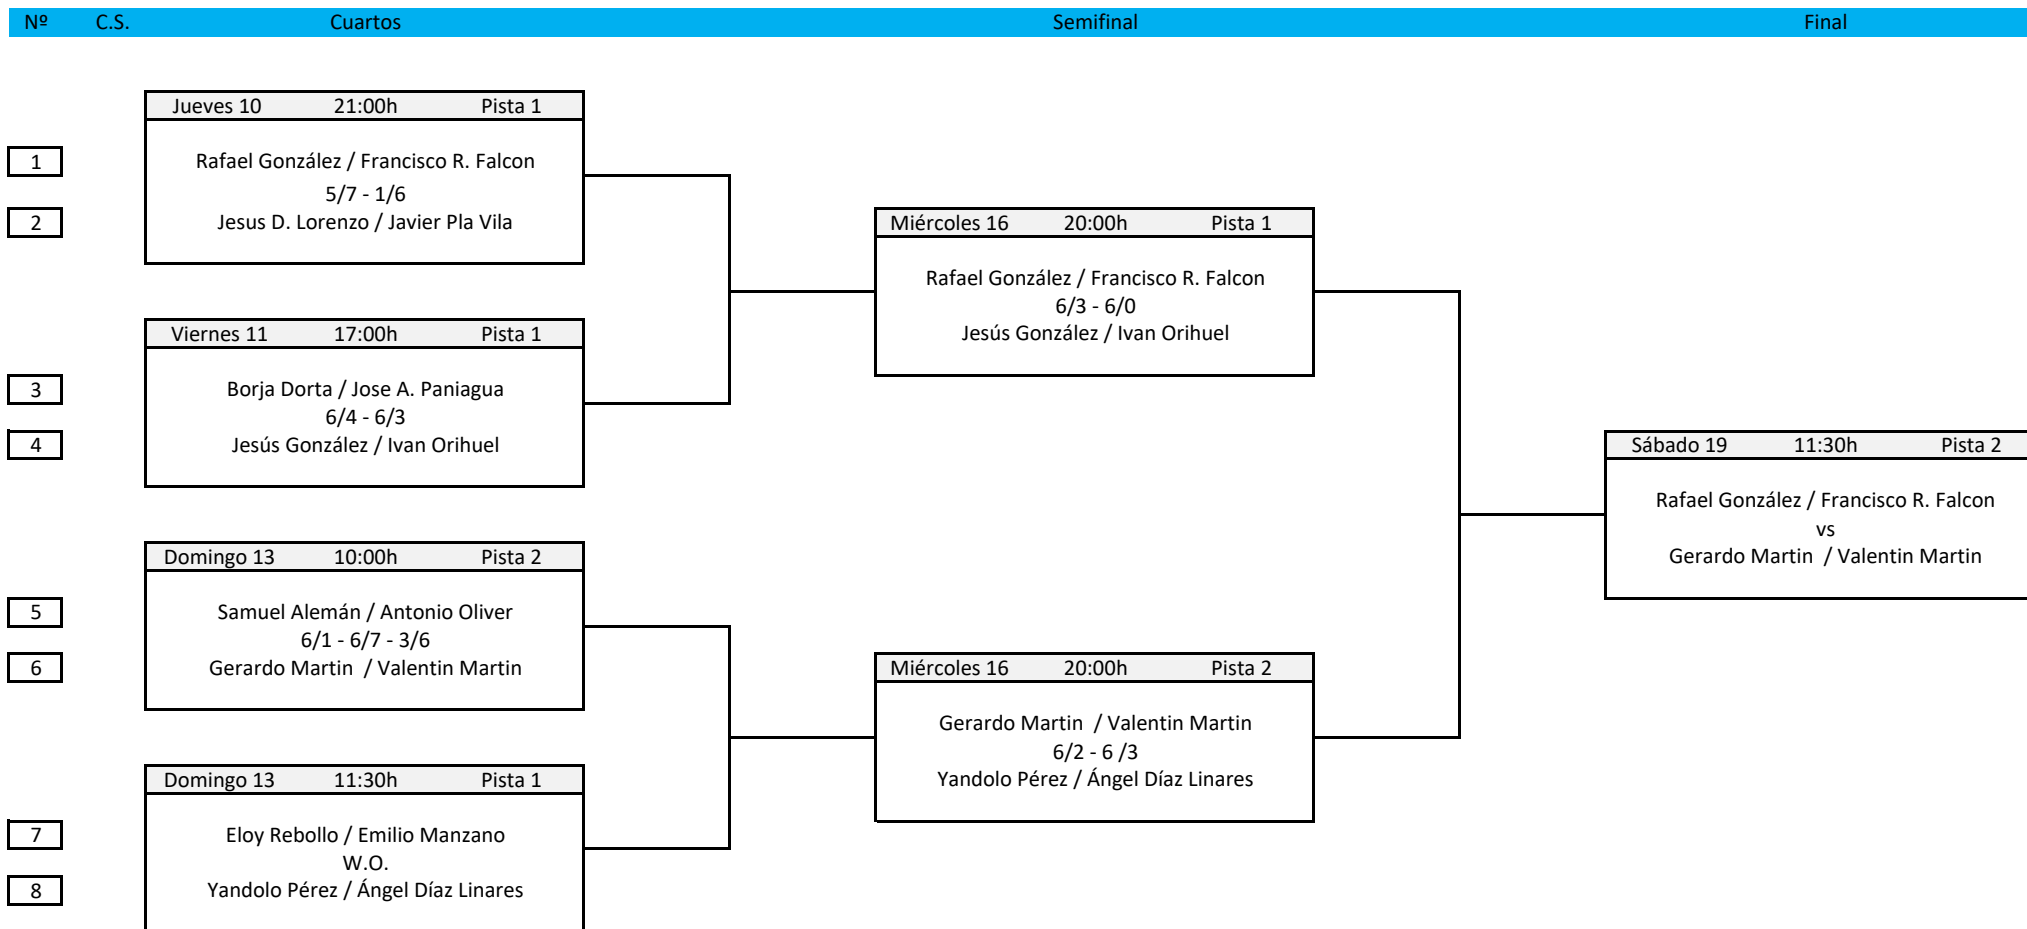 Nº C.S. Cuartos Semifinal Final
Jueves 10 21:00h Pista 1
1
Rafael González / Francisco R. Falcon
5/7 - 1/6
2
Jesus D. Lorenzo / Javier Pla Vila
Viernes 11 17:00h Pista 1
3
Borja Dorta / Jose A. Paniagua
6/4 - 6/3
4
Jesús González / Ivan Orihuel
Domingo 13 10:00h Pista 2
5
Samuel Alemán / Antonio Oliver
6/1 - 6/7 - 3/6
6
Gerardo Martin  / Valentin Martin
Domingo 13 11:30h Pista 1
7
Eloy Rebollo / Emilio Manzano
W.O.
8
Yandolo Pérez / Ángel Díaz Linares
Miércoles 16 20:00h Pista 1
Rafael González / Francisco R. Falcon
6/3 - 6/0
Jesús González / Ivan Orihuel
Miércoles 16 20:00h Pista 2
Gerardo Martin  / Valentin Martin
6/2 - 6 /3
Yandolo Pérez / Ángel Díaz Linares
Sábado 19 11:30h Pista 2
Rafael González / Francisco R. Falcon
vs
Gerardo Martin  / Valentin Martin